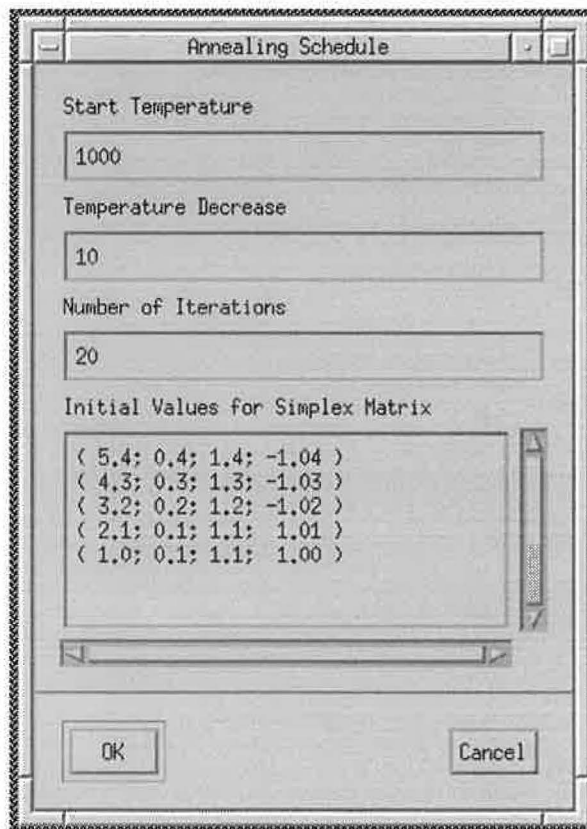 Annealing Schedule
Start Temperature
1000
Temperature Decrease
10
Number of Iterations
20
Initial Values for Simplex Matrix
( 5.4; 0.4; 1.4; -1.04 )
( 4.3; 0.3; 1.3; -1.03 )
( 3.2; 0.2; 1.2; -1.02 )
( 2.1; 0.1; 1.1;  1.01 )
( 1.0; 0.1; 1.1;  1.00 )
OK Cancel